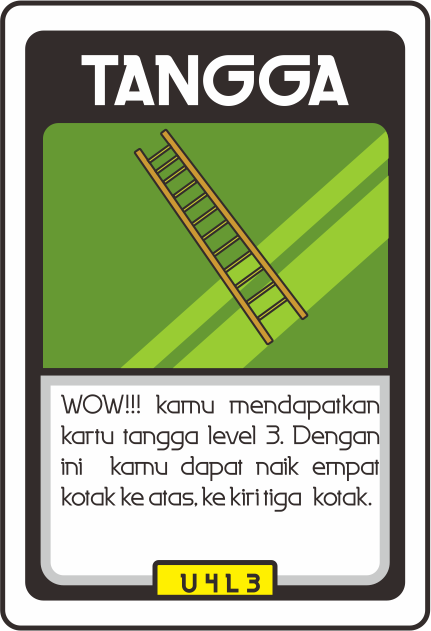 TANGGA
WOW!!! kamu mendapatkan
kartu tangga level 3. Dengan
ini kamu dapat naik empat
kotak ke atas, ke kiri tiga kotak.
U4L3